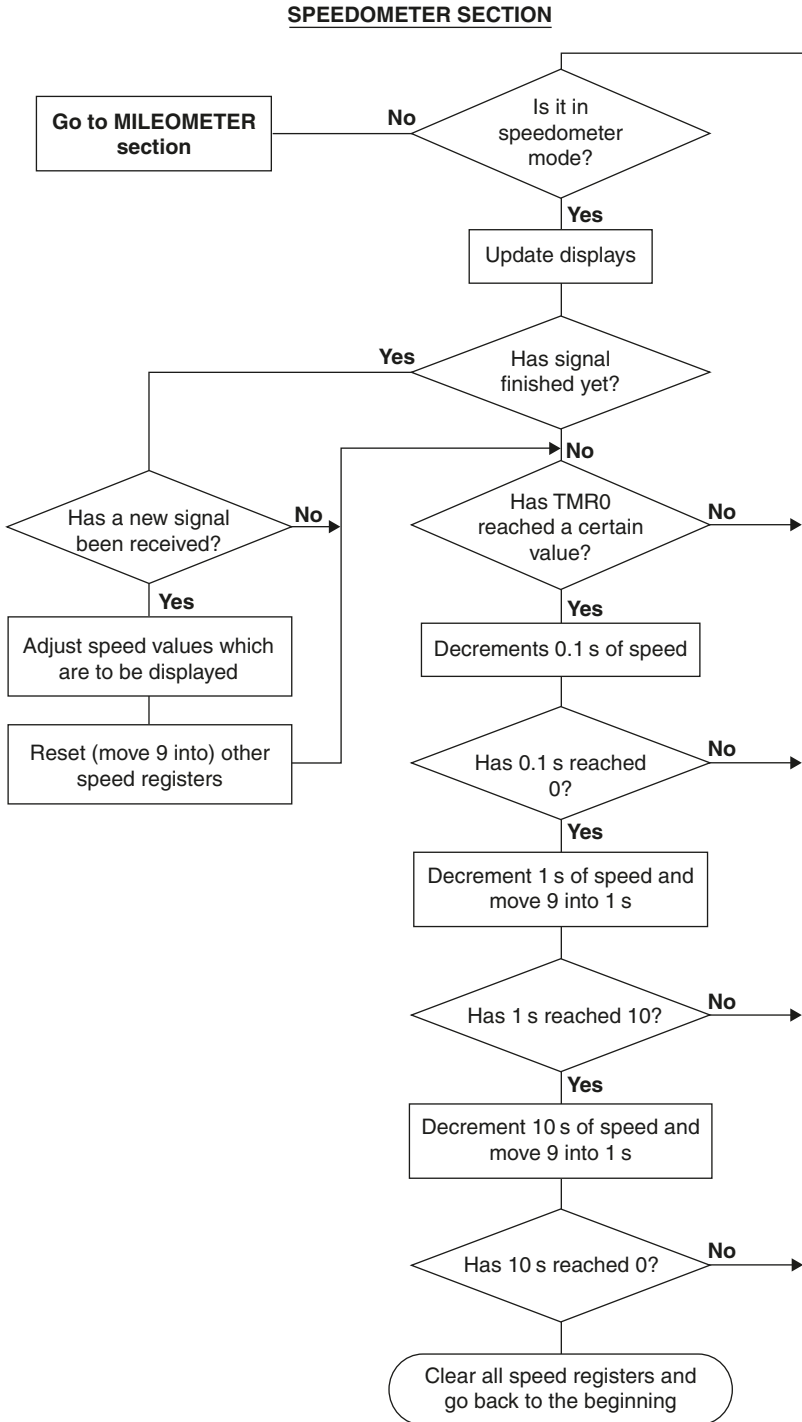 SPEEDOMETER SECTION
Is it in
speedometer
mode?
No
Go to MILEOMETER
section
Yes
Update displays
Has signal
finished yet?
Yes
No
Has a new signal
been received?
No
Yes
Adjust speed values which
are to be displayed
Reset (move 9 into) other
speed registers
Has TMR0
reached a certain
value?
No
Yes
Decrements 0.1 s of speed
Has 0.1 s reached
0?
No
Yes
Decrement 1 s of speed and
move 9 into 1 s
Has 1 s reached 10?
No
Yes
Decrement 10 s of speed and
move 9 into 1 s
Has 10 s reached 0?
No
Clear all speed registers and
go back to the beginning